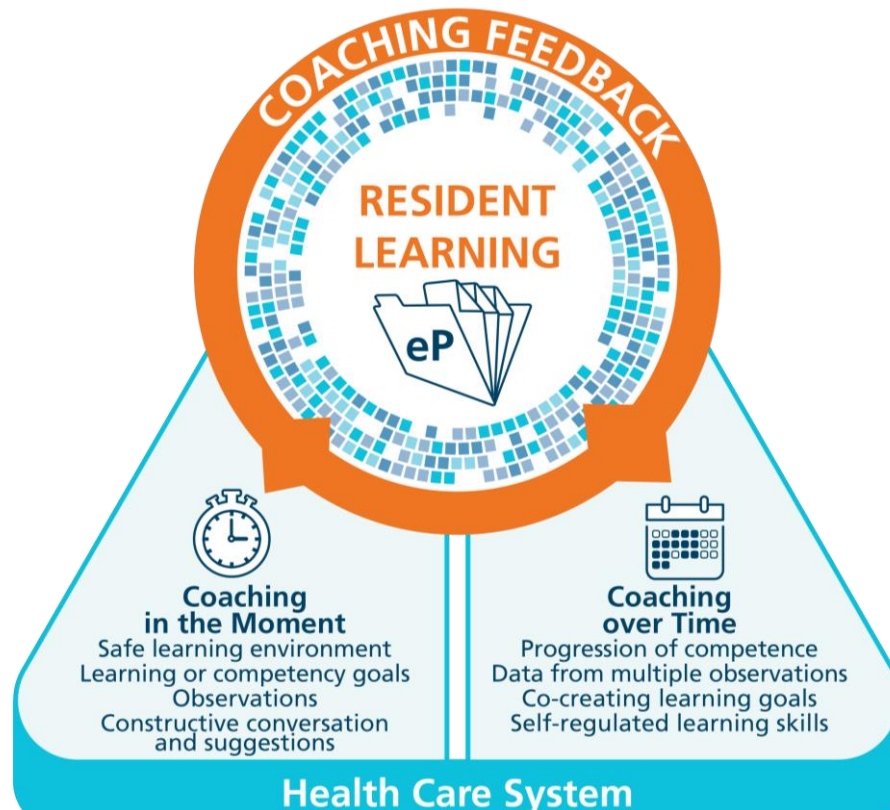 COACHING FEEDBACK
RESIDENT
LEARNING
eP
Coaching
in the Moment
Safe learning environment
Learning or competency goals
Observations
Constructive conversation
and suggestions
Coaching
over Time
Progression of competence
Data from multiple observations
Co-creating learning goals
Self-regulated learning skills
Health Care System